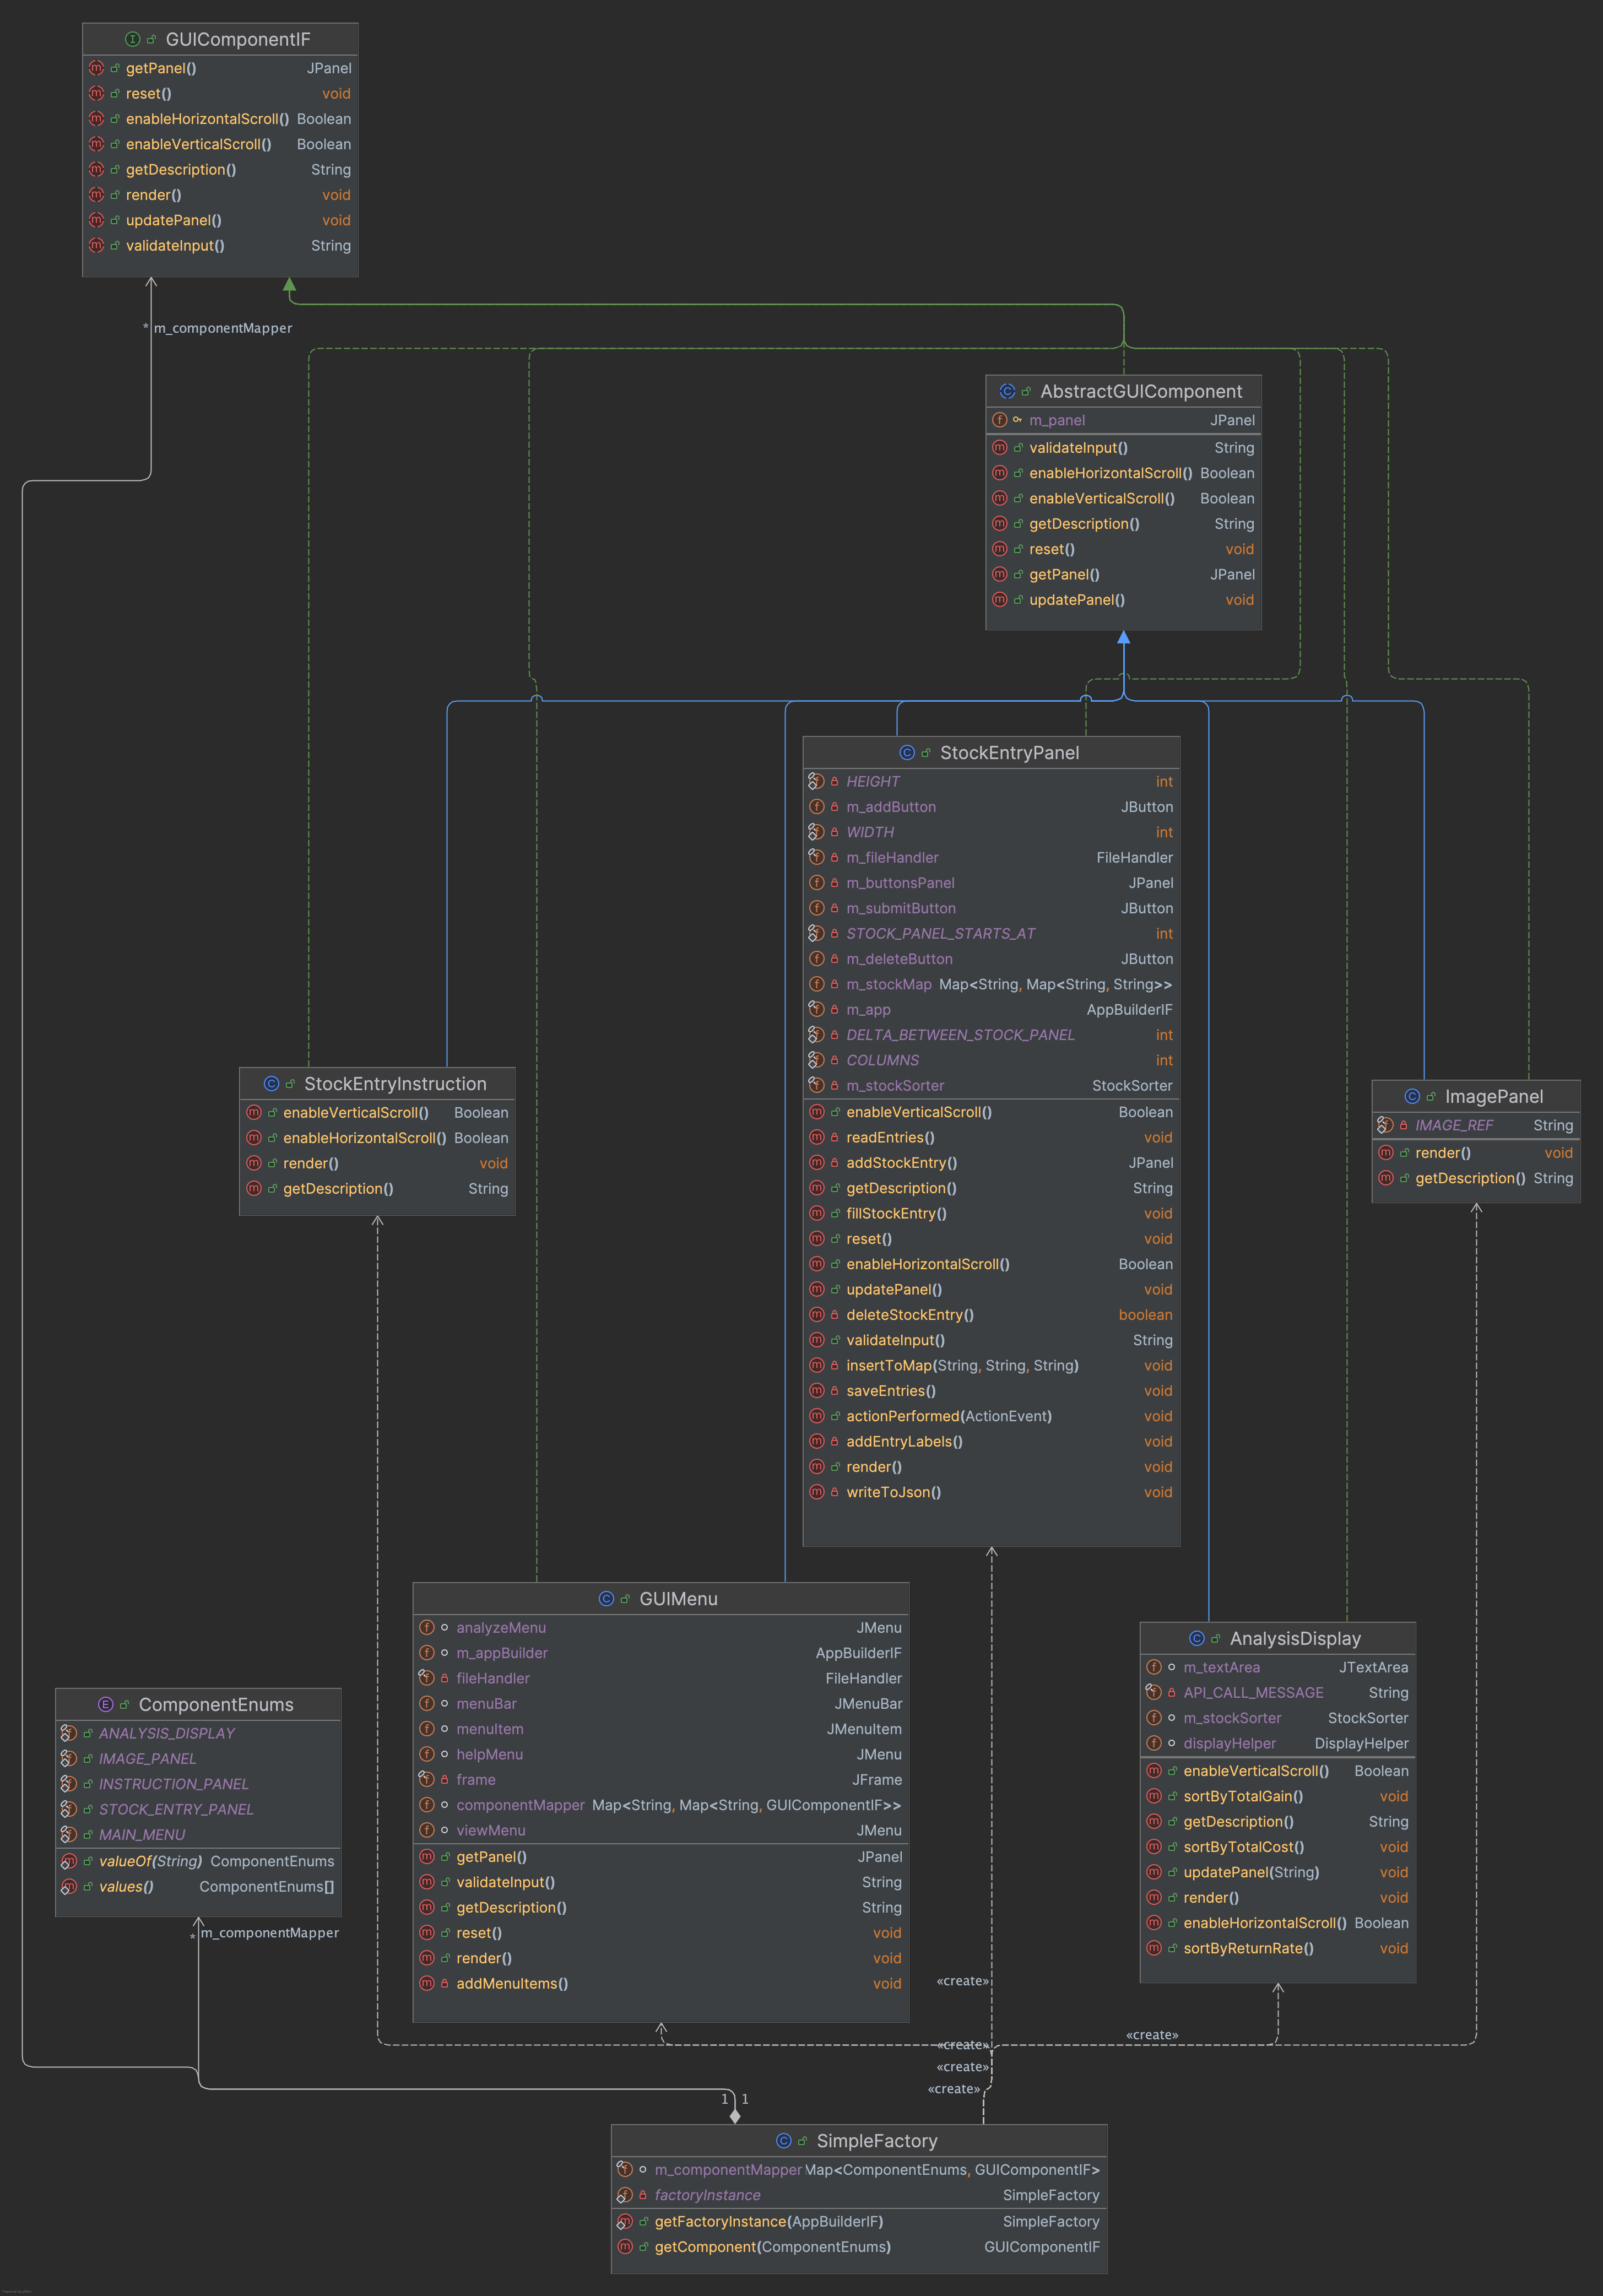 GUIComponentIF
getPanel() JPanel
reset() void
enableHorizontalScroll() Boolean
enableVerticalScroll() Boolean
getDescription() String
render() void
updatePanel() void
validateInput() String
* m_componentMapper
AbstractGUIComponent
m_panel JPanel
validateInput() String
enableHorizontalScroll() Boolean
enableVerticalScroll() Boolean
getDescription() String
reset() void
getPanel() JPanel
updatePanel() void
StockEntryPanel
HEIGHT int
m_addButton JButton
WIDTH int
m_fileHandler FileHandler
m_buttonsPanel JPanel
m_submitButton JButton
STOCK_PANEL_STARTS_AT int
m_deleteButton JButton
m_stockMap Map<String, Map<String, String>>
m_app AppBuilderIF
DELTA_BETWEEN_STOCK_PANEL int
COLUMNS int
m_stockSorter StockSorter
enableVerticalScroll() Boolean
readEntries() void
addStockEntry() JPanel
getDescription() String
fillStockEntry() void
reset() void
enableHorizontalScroll() Boolean
updatePanel() void
deleteStockEntry() boolean
validateInput() String
insertToMap(String, String, String) void
saveEntries() void
actionPerformed(ActionEvent) void
addEntryLabels() void
render() void
writeToJson() void
StockEntryInstruction
enableVerticalScroll() Boolean
enableHorizontalScroll() Boolean
render() void
getDescription() String
ImagePanel
IMAGE_REF String
render() void
getDescription() String
GUIMenu
analyzeMenu JMenu
m_appBuilder AppBuilderIF
fileHandler FileHandler
menuBar JMenuBar
menuItem JMenuItem
helpMenu JMenu
frame JFrame
componentMapper Map<String, Map<String, GUIComponentIF>>
viewMenu JMenu
getPanel() JPanel
validateInput() String
getDescription() String
reset() void
render() void
addMenuItems() void
AnalysisDisplay
m_textArea JTextArea
API_CALL_MESSAGE String
m_stockSorter StockSorter
displayHelper DisplayHelper
enableVerticalScroll() Boolean
sortByTotalGain() void
getDescription() String
sortByTotalCost() void
updatePanel(String) void
render() void
enableHorizontalScroll() Boolean
sortByReturnRate() void
ComponentEnums
ANALYSIS_DISPLAY
IMAGE_PANEL
INSTRUCTION_PANEL
STOCK_ENTRY_PANEL
MAIN_MENU
valueOf(String) ComponentEnums
values() ComponentEnums[]
* m_componentMapper
«create»
«create»
«create»
«create»
«create»
1 1
SimpleFactory
m_componentMapper Map<ComponentEnums, GUIComponentIF>
factoryInstance SimpleFactory
getFactoryInstance(AppBuilderIF) SimpleFactory
getComponent(ComponentEnums) GUIComponentIF